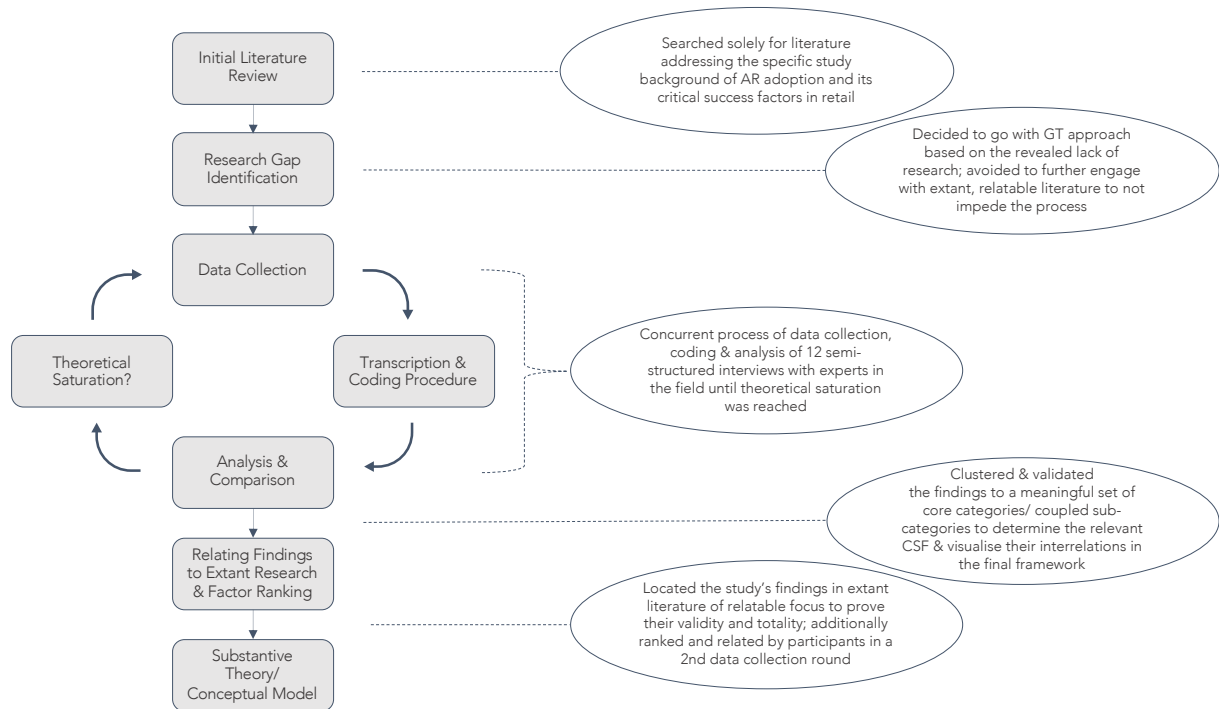 Initial Literature
Review
Searched solely for literature
addressing the specific study
background of AR adoption and its
critical success factors in retail
Research Gap
Identification
Decided to go with GT approach
based on the revealed lack of
research; avoided to further engage
with extant, relatable literature to not
impede the process
Data Collection
Theoretical
Saturation?
Transcription &
Coding Procedure
Concurrent process of data collection,
coding & analysis of 12 semi-
structured interviews with experts in
the field until theoretical saturation
was reached
Analysis &
Comparison
Clustered & validated
the findings to a meaningful set of
core categories/ coupled sub-
categories to determine the relevant
CSF & visualise their interrelations in
the final framework
Relating Findings
to Extant Research
& Factor Ranking
Located the study's findings in extant
literature of relatable focus to prove
their validity and totality; additionally
ranked and related by participants in a
2nd data collection round
Substantive
Theory/
Conceptual Model